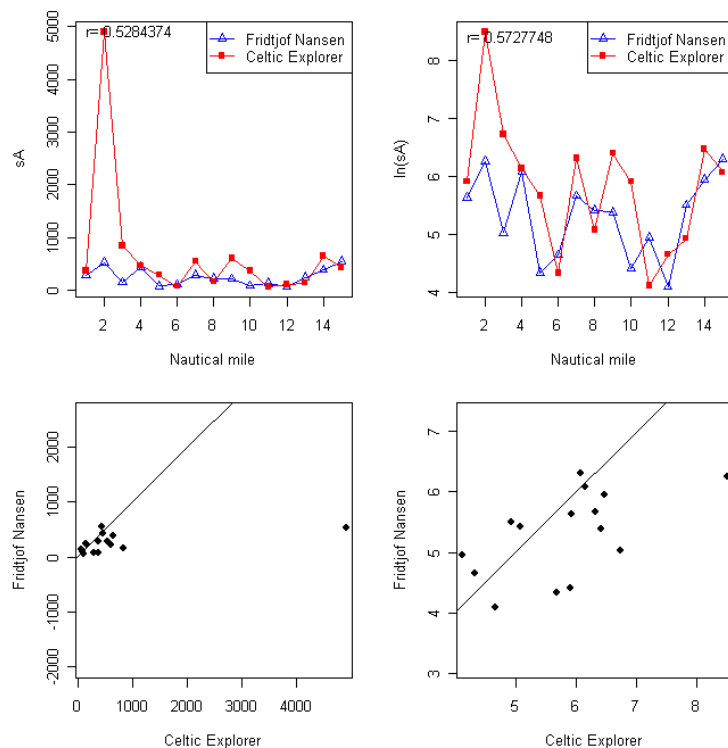 r= 0.5284374
Fridtjof Nansen
Celtic Explorer
sA
0 1000 2000 3000 4000 5000
2 4 6 8 10 12 14
Nautical mile
r= 0.5727748
Fridtjof Nansen
Celtic Explorer
ln(sA)
4 5 6 7 8
2 4 6 8 10 12 14
Nautical mile
Fridtjof Nansen
-2000 -1000 0 1000 2000
0 1000 2000 3000 4000
Celtic Explorer
Fridtjof Nansen
3 4 5 6 7
5 6 7 8
Celtic Explorer